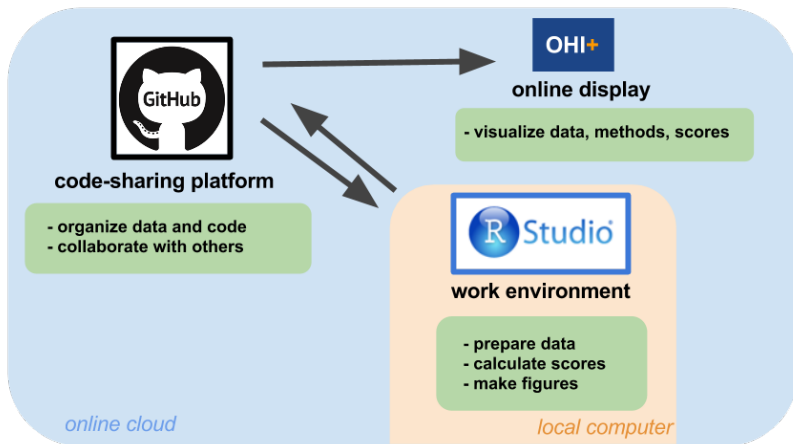 GitHub
code-sharing platform
- organize data and code
- collaborate with others
OHI+
online display
- visualize data, methods, scores
R Studio
work environment
- prepare data
- calculate scores
- make figures
online cloud
local computer